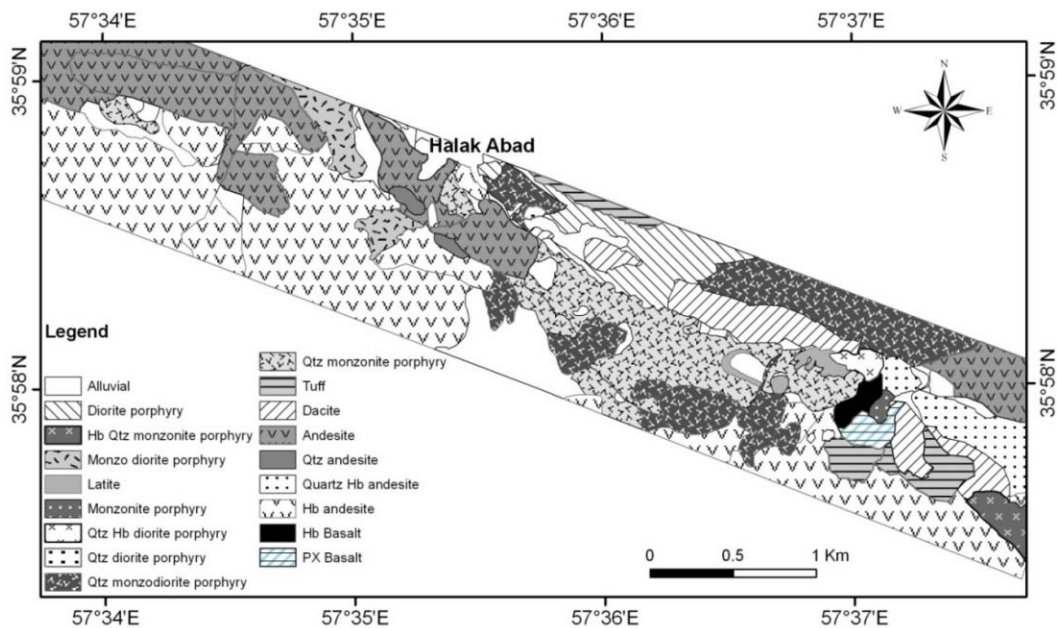 57°34'E 57°35'E 57°36'E 57°37'E
35°59'N 35°59'N
N
W E
S
Halak Abad
35°58'N 35°58'N
Legend
Alluvial
Diorite porphyry
Hb Qtz monzonite porphyry
Monzo diorite porphyry
Latite
Monzonite porphyry
Qtz Hb diorite porphyry
Qtz diorite porphyry
Qtz monzodiorite porphyry
Qtz monzonite porphyry
Tuff
Dacite
Andesite
Qtz andesite
Quartz Hb andesite
Hb andesite
Hb Basalt
PX Basalt
0 0.5 1 Km
57°34'E 57°35'E 57°36'E 57°37'E